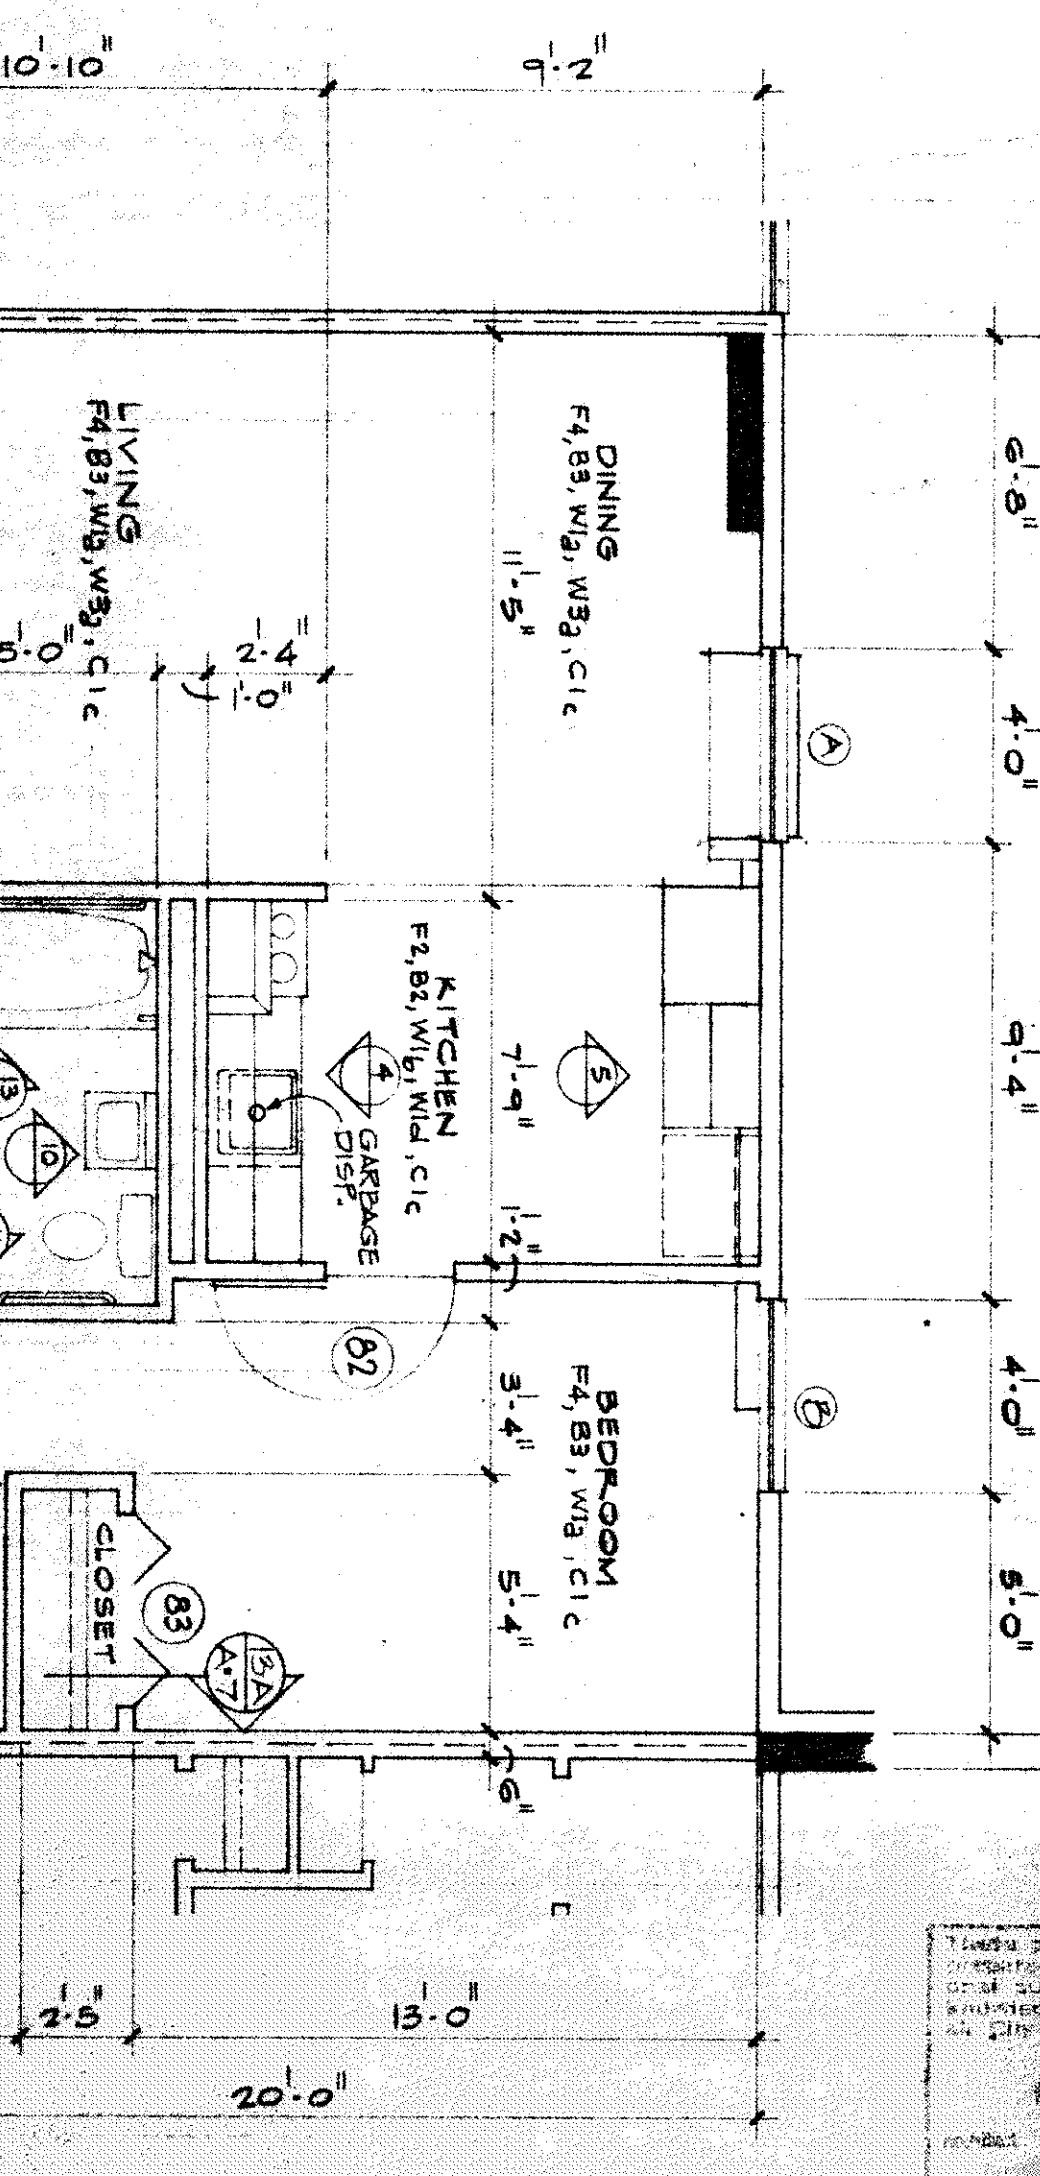 10'-10"
9'-2"
6'-8"
4'-0"
9'-4"
4'-0"
5'-0"
LIVING
F4, B3, W1a, W3a, C1c
DINING
F4, B3, W1a, W3a, C1c
11'-5"
5'-0"
2'-4"
1'-0"
A
KITCHEN
F2, B2, W1b, W1d, C1c
4
5
GARBAGE
DISP.
7'-9"
1'-2"
13
10
82
B
BEDROOM
F4, B3, W1a, C1c
3'-4"
5'-4"
CLOSET
83
13A
A-7
6"
2'-5"
13'-0"
20'-0"